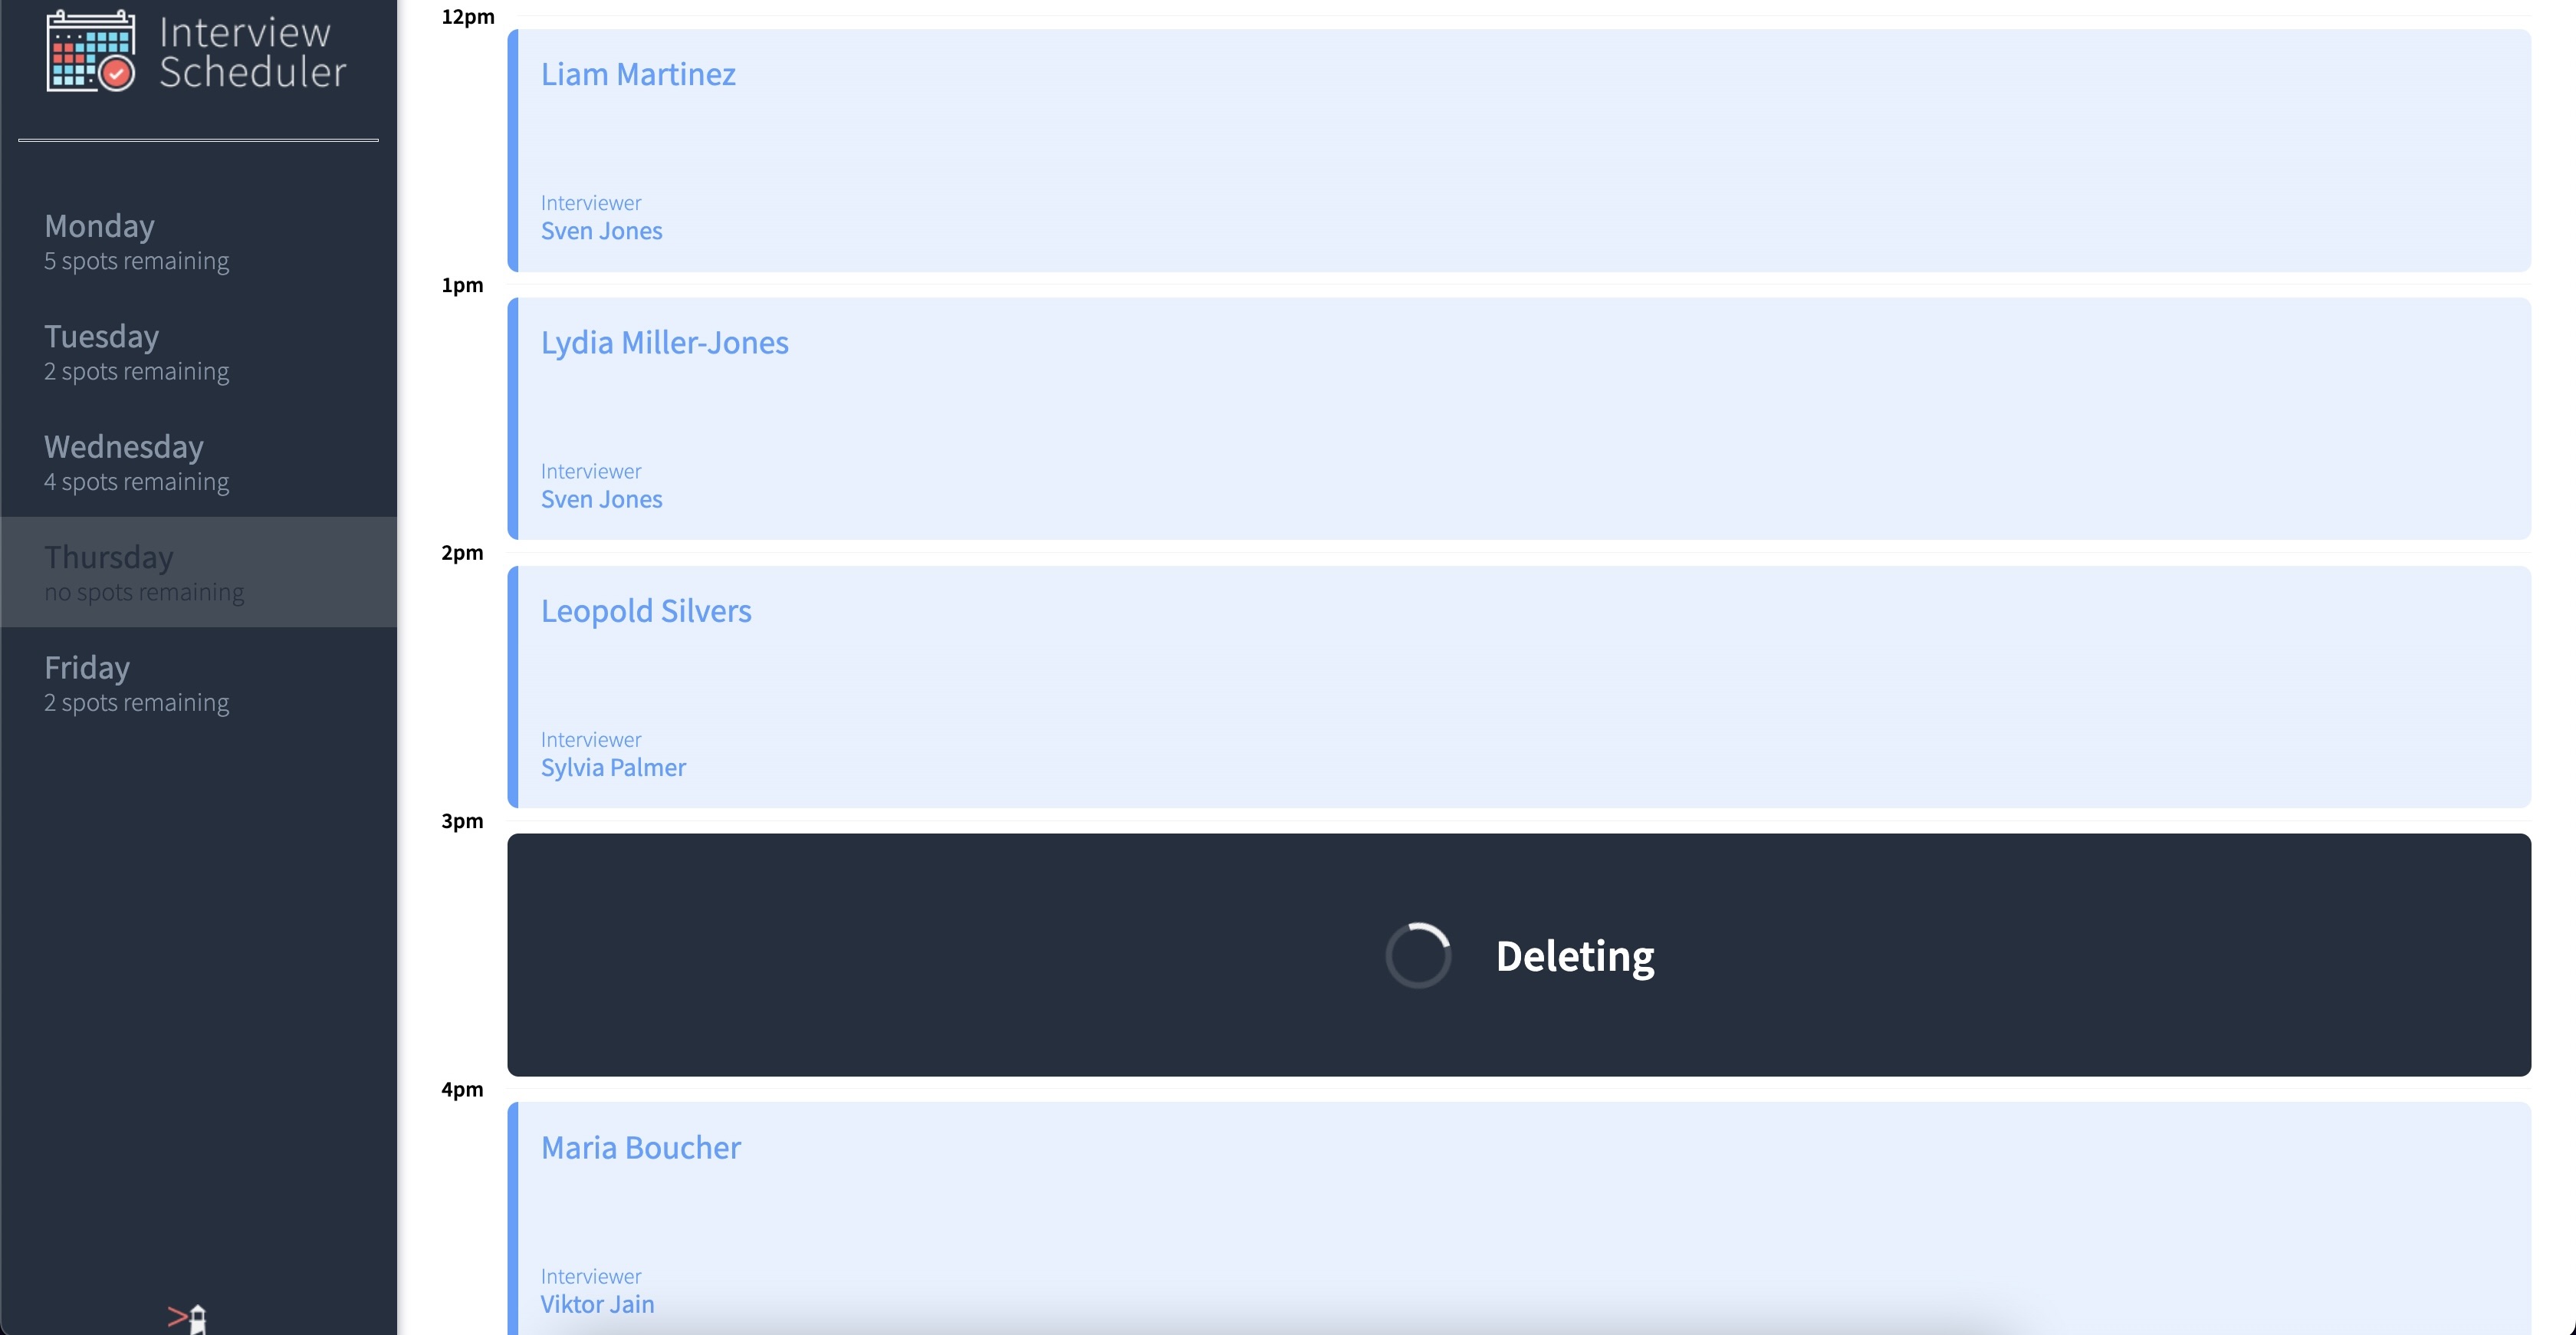 Interview
Scheduler
Monday
5 spots remaining
Tuesday
2 spots remaining
Wednesday
4 spots remaining
Thursday
no spots remaining
Friday
2 spots remaining
12pm
Liam Martinez
Interviewer
Sven Jones
1pm
Lydia Miller-Jones
Interviewer
Sven Jones
2pm
Leopold Silvers
Interviewer
Sylvia Palmer
3pm
Deleting
4pm
Maria Boucher
Interviewer
Viktor Jain